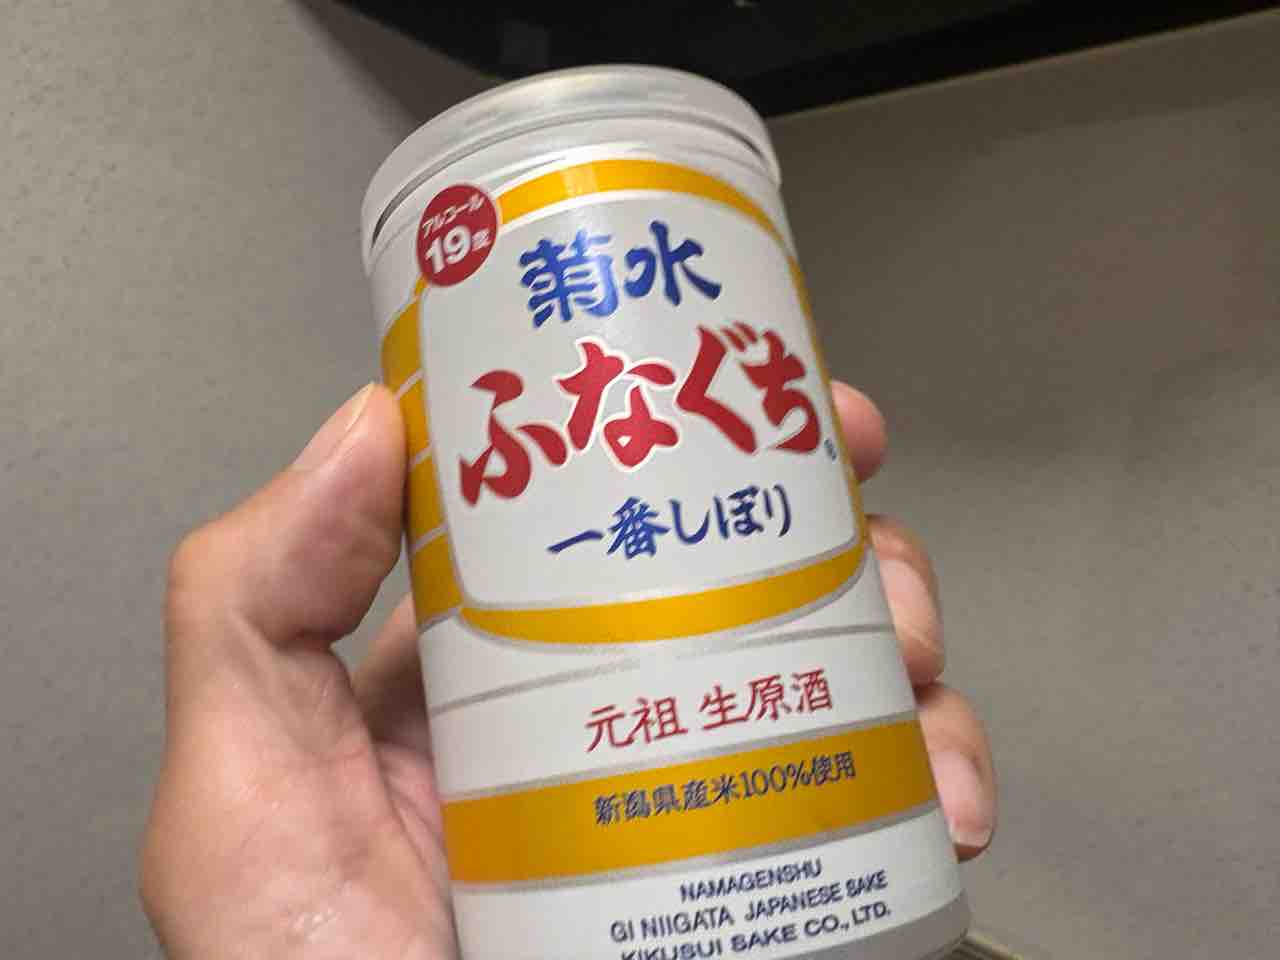 アルコール
19度
菊水
ふなぐち®
一番しぼり
元祖 生原酒
新潟県産米100%使用
NAMAGENSHU
GI NIIGATA JAPANESE SAKE
KIKUSUI SAKE CO., LTD.